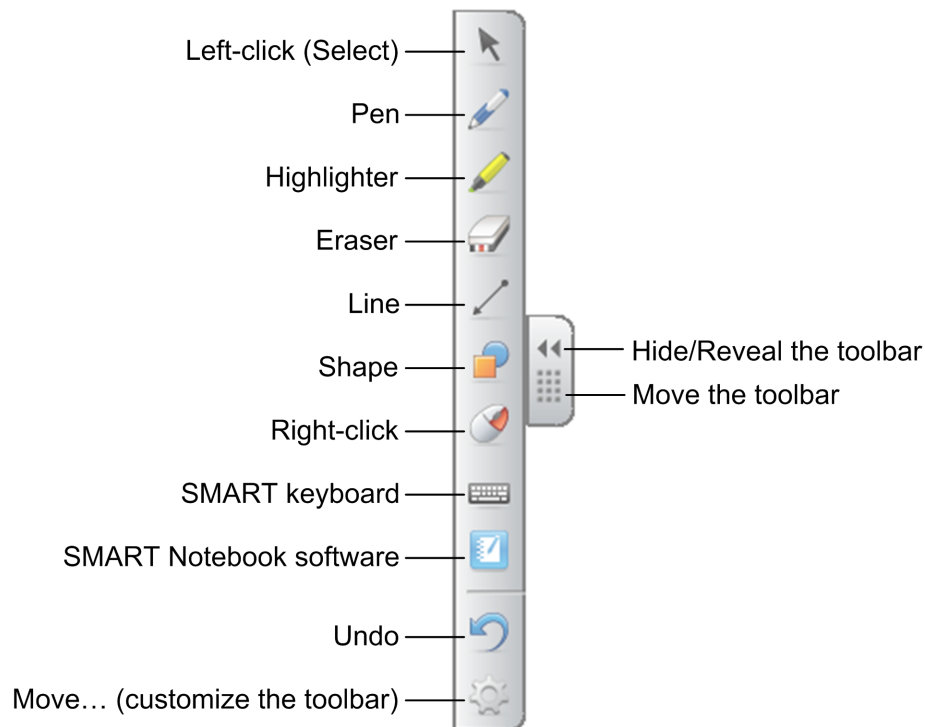 Left-click (Select)
Pen
Highlighter
Eraser
Line
Shape
Right-click
SMART keyboard
SMART Notebook software
Undo
Move… (customize the toolbar)
Hide/Reveal the toolbar
Move the toolbar